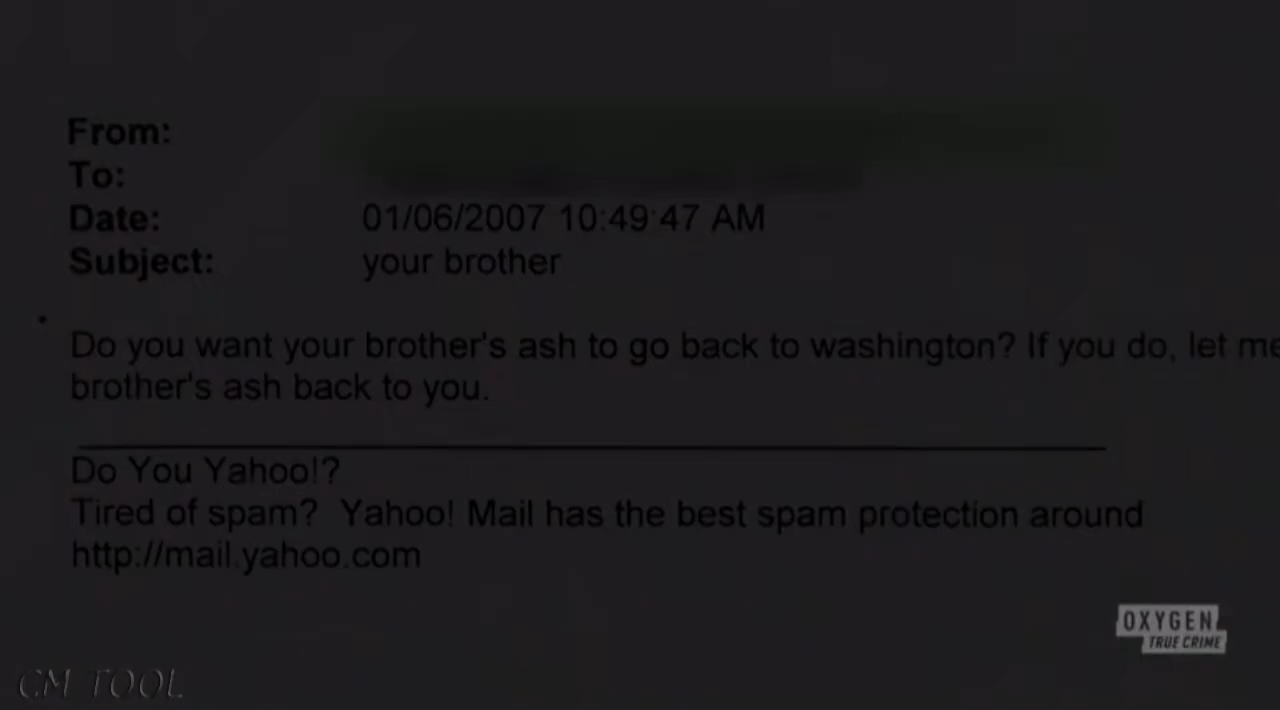 From:
To:
Date: 01/06/2007 10:49:47 AM
Subject: your brother
Do you want your brother's ash to go back to washington? If you do, let me
brother's ash back to you.
Do You Yahoo!?
Tired of spam?  Yahoo! Mail has the best spam protection around
http://mail.yahoo.com
OXYGEN
TRUE CRIME
CM TOOL